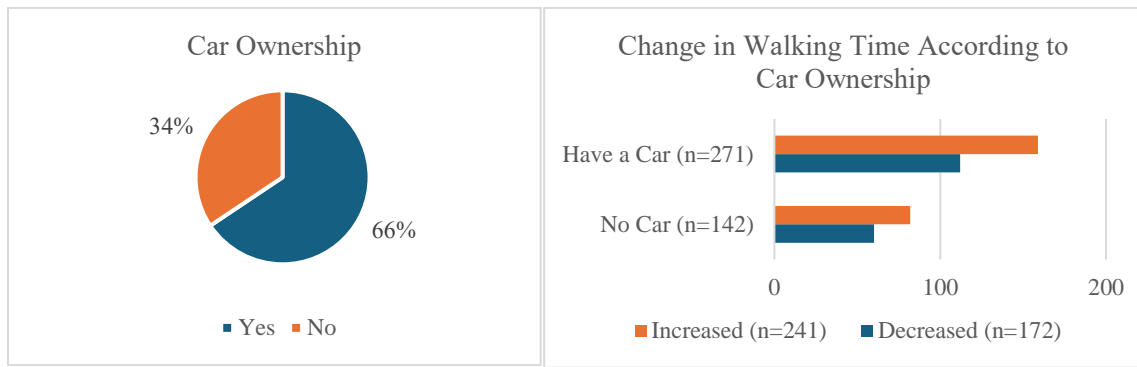 Car Ownership
34%
66%
Yes No
Change in Walking Time According to
Car Ownership
Have a Car (n=271)
No Car (n=142)
0 100 200
Increased (n=241) Decreased (n=172)